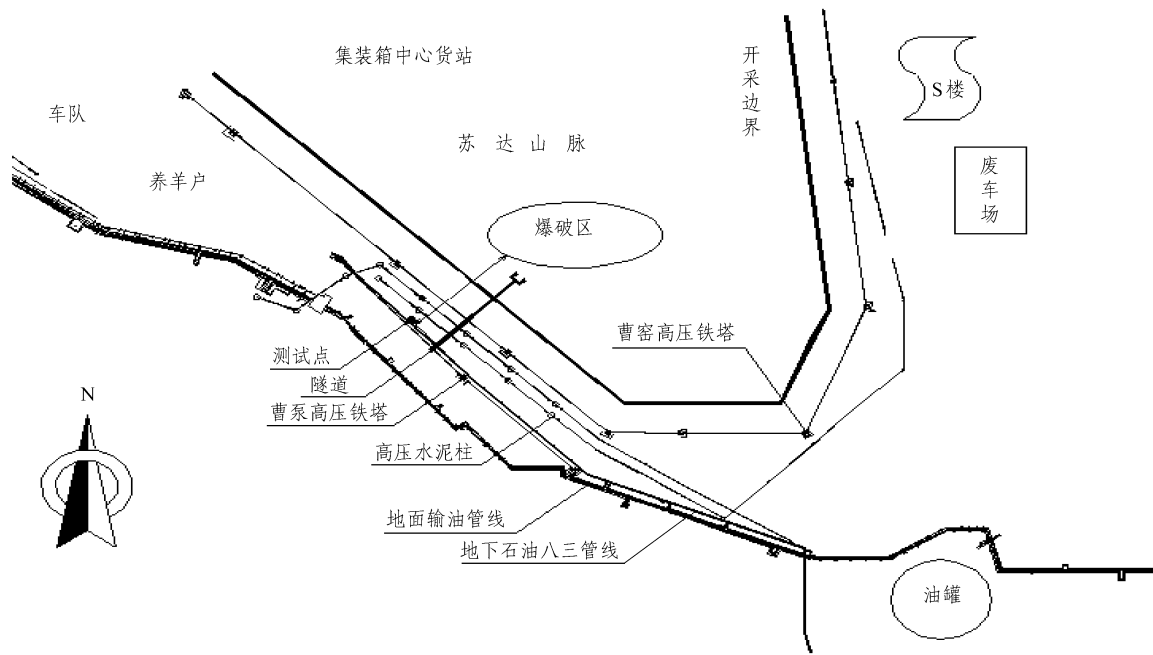 集装箱中心货站
开采边界
S楼
车队
苏达山脉
废车场
养羊户
爆破区
曹窑高压铁塔
测试点
隧道
曹泵高压铁塔
N
高压水泥柱
地面输油管线
地下石油八三管线
油罐